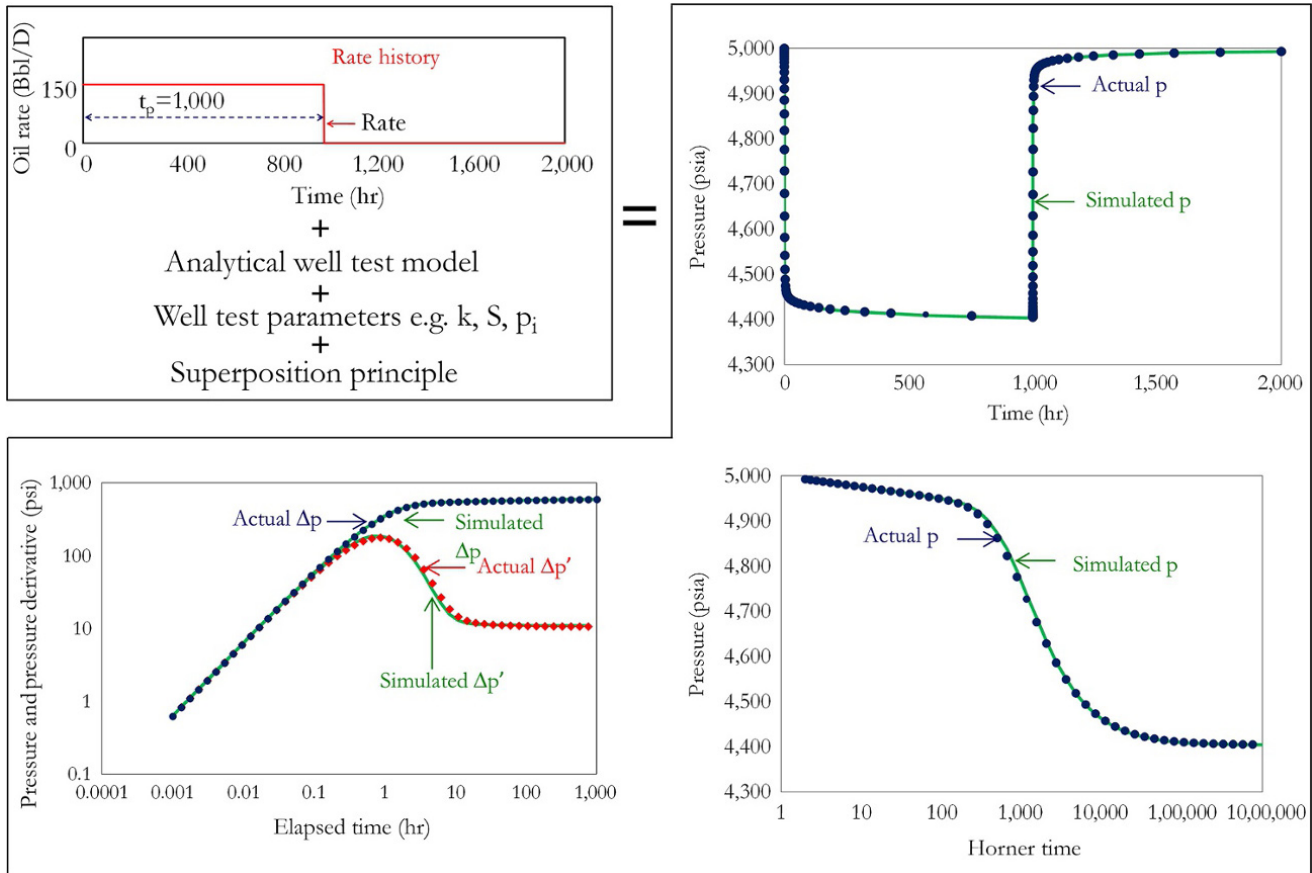 Rate history
Oil rate (Bbl/D)
150
tp=1,000
Rate
0
0 400 800 1,200 1,600 2,000
Time (hr)
+
Analytical well test model
+
Well test parameters e.g. k, S, pi
+
Superposition principle
=
Pressure (psia)
5,000
4,900
4,800
4,700
4,600
4,500
4,400
4,300
Actual p
Simulated p
0 500 1,000 1,500 2,000
Time (hr)
Pressure and pressure derivative (psi)
1,000
100
10
1
0.1
Actual Δp
Simulated
Δp
Actual Δp'
Simulated Δp'
0.0001 0.001 0.01 0.1 1 10 100 1,000
Elapsed time (hr)
Pressure (psia)
5,000
4,900
4,800
4,700
4,600
4,500
4,400
4,300
Actual p
Simulated p
1 10 100 1,000 10,000 1,00,000 10,00,000
Horner time